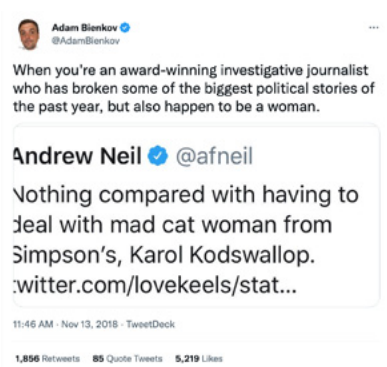 Adam Bienkov
@AdamBienkov
When you're an award-winning investigative journalist
who has broken some of the biggest political stories of
the past year, but also happen to be a woman.
Andrew Neil @afneil
Nothing compared with having to
deal with mad cat woman from
Simpson's, Karol Kodswallop.
twitter.com/lovekeels/stat...
11:46 AM · Nov 13, 2018 · TweetDeck
1,856 Retweets 85 Quote Tweets 5,219 Likes